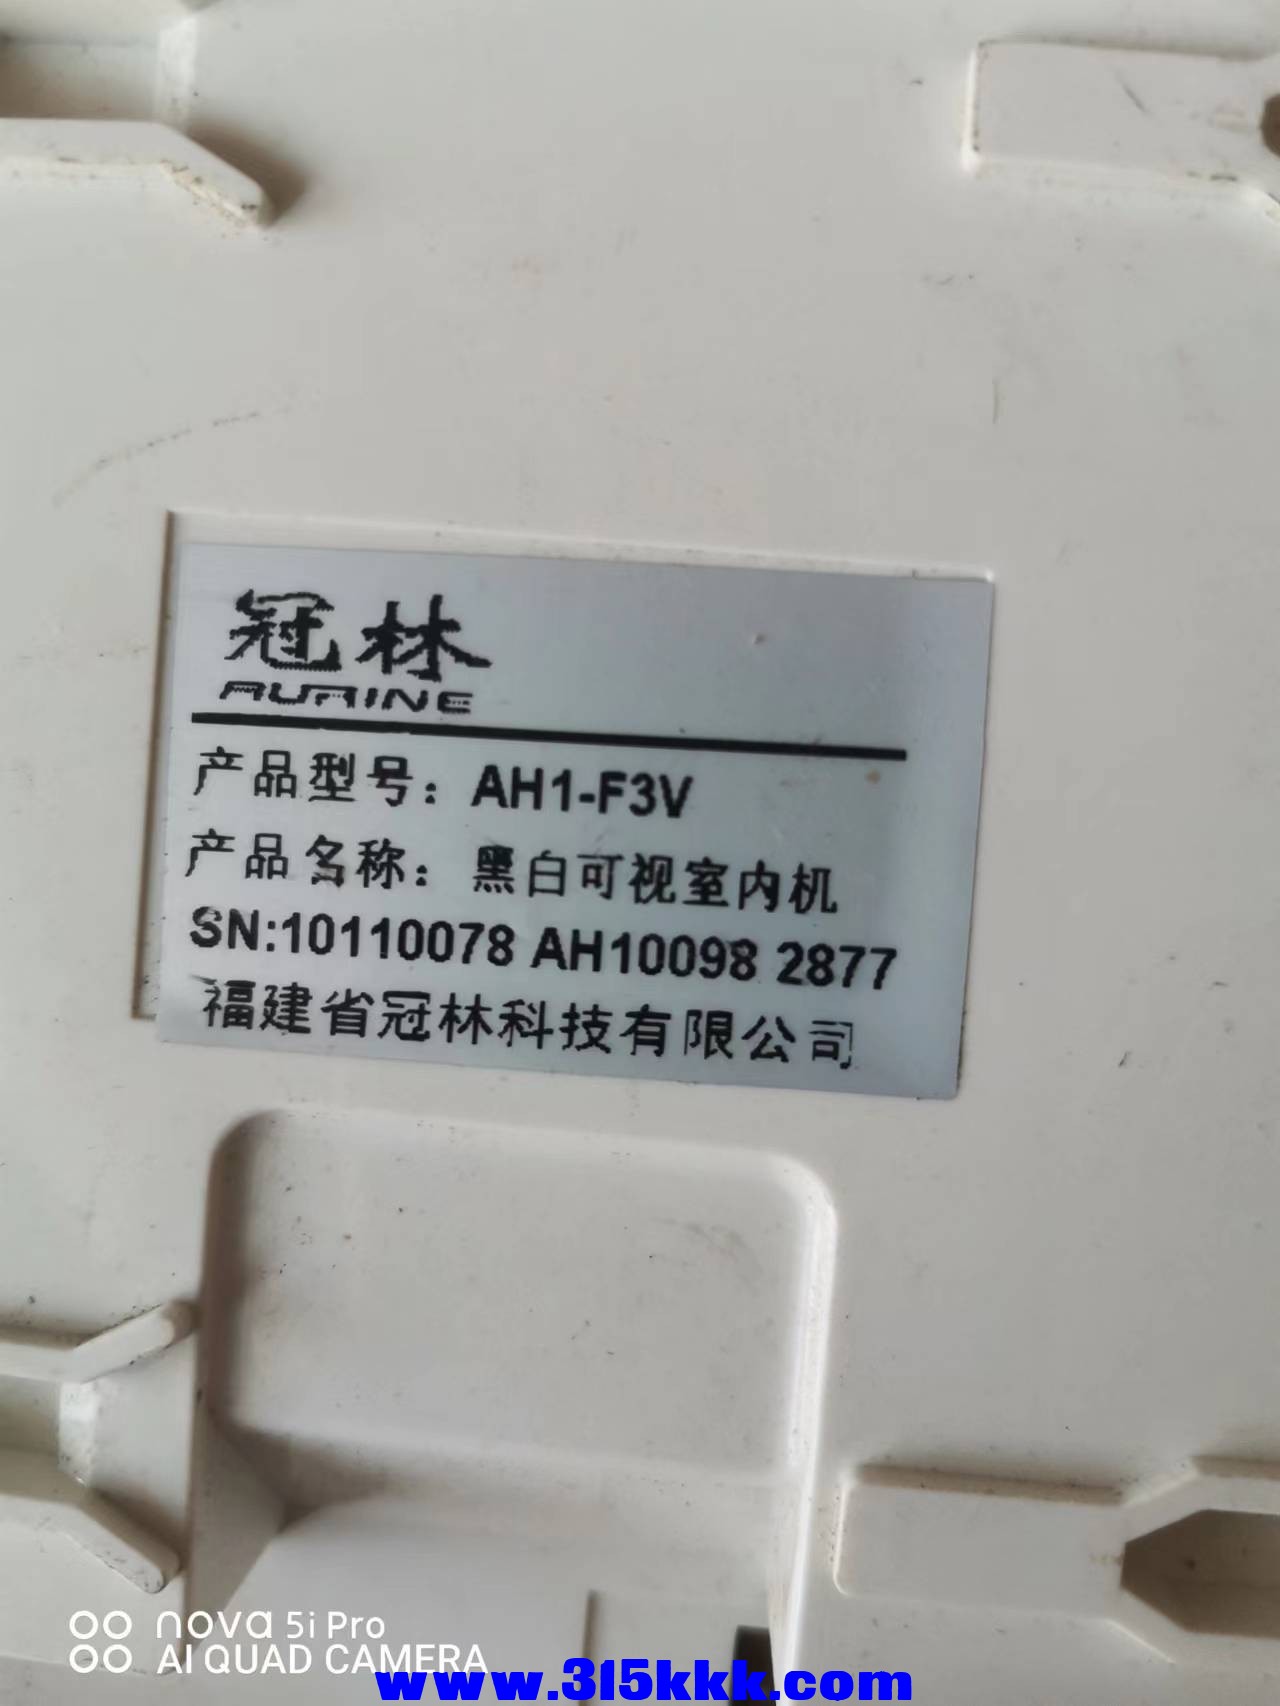 冠林
AURINE
产品型号：AH1-F3V
产品名称：黑白可视室内机
SN:10110078 AH10098 2877
福建省冠林科技有限公司
nova 5i Pro
AI QUAD CAMERA
www.315kkk.com